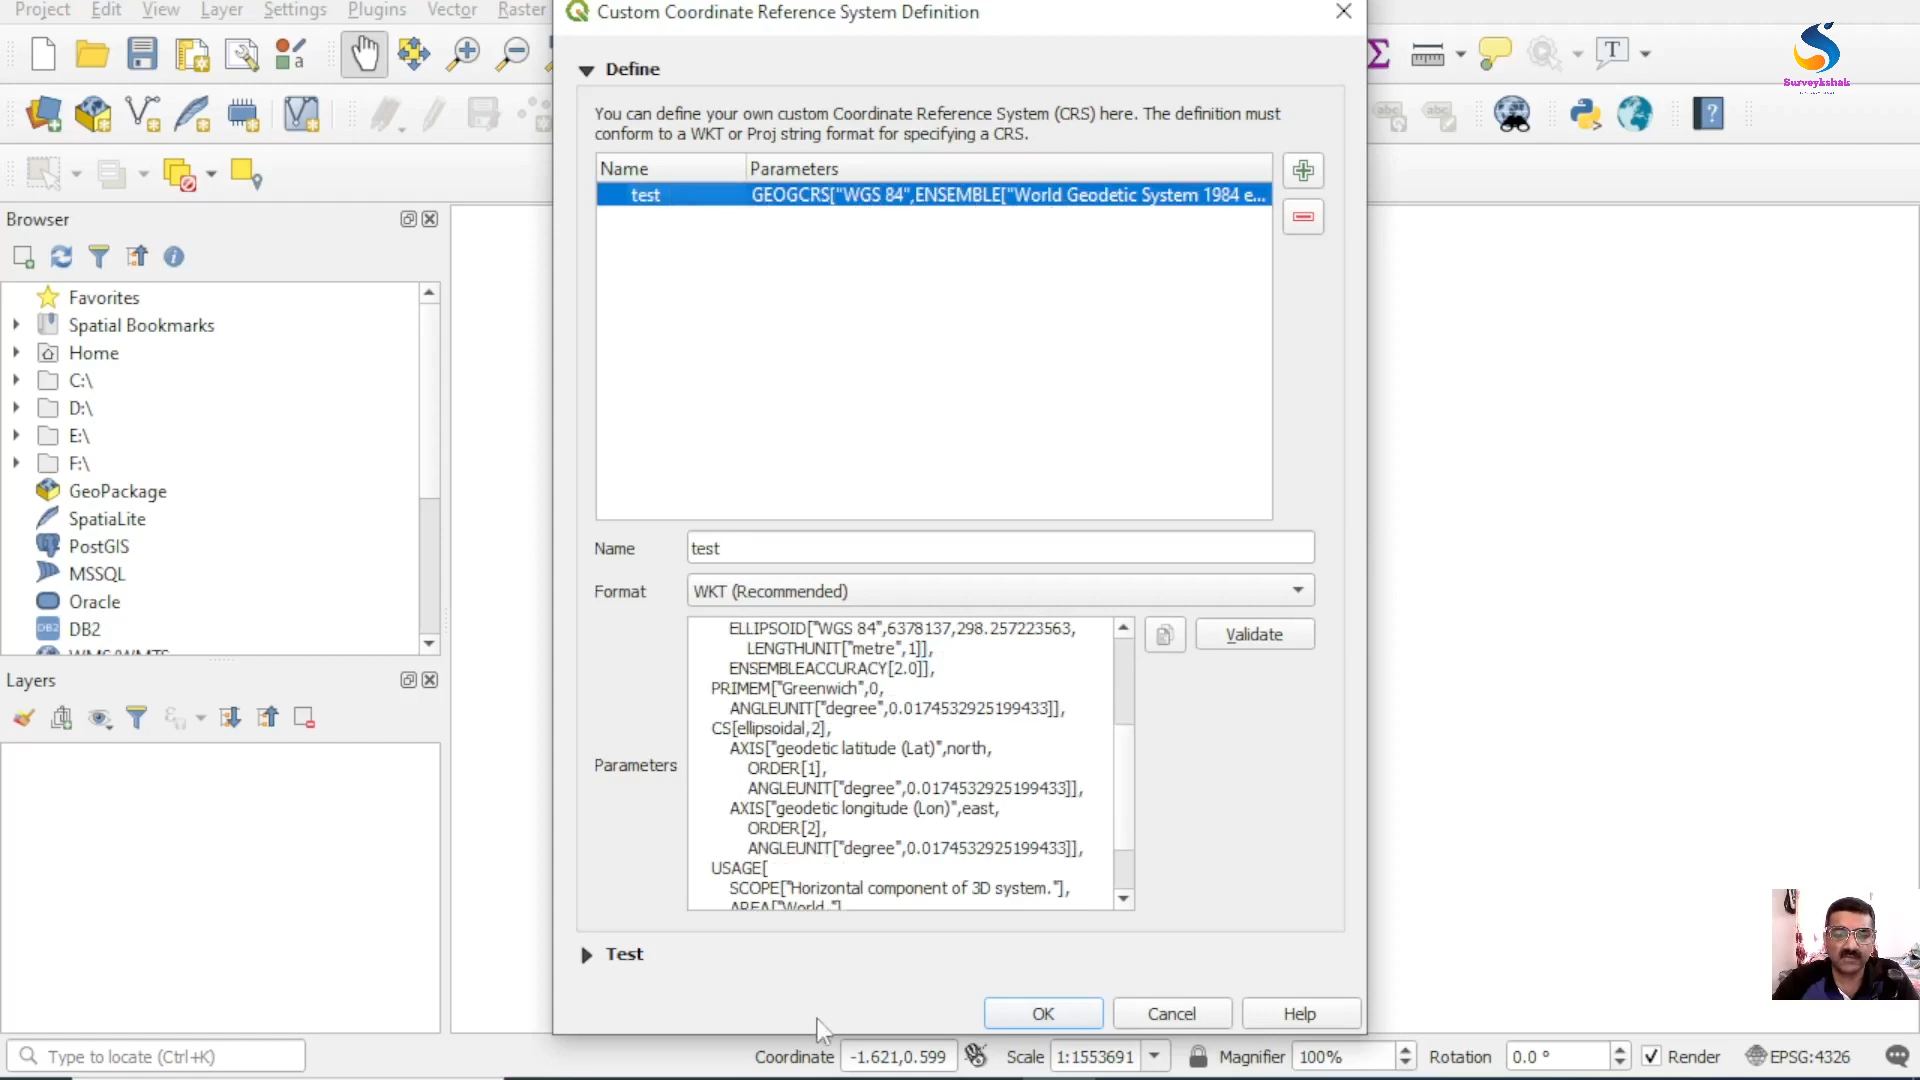 Project Edit View Layer Settings Plugins Vector Raster
Custom Coordinate Reference System Definition
Surveykshak
Define
You can define your own custom Coordinate Reference System (CRS) here. The definition must
conform to a WKT or Proj string format for specifying a CRS.
Name Parameters
test GEOGCRS["WGS 84",ENSEMBLE["World Geodetic System 1984 e...
Browser
Favorites
Spatial Bookmarks
Home
C:\
D:\
E:\
F:\
GeoPackage
SpatiaLite
PostGIS
MSSQL
Oracle
DB2
WMS/WMTS
Layers
Name test
Format WKT (Recommended)
Validate
Parameters
ELLIPSOID["WGS 84",6378137,298.257223563,
LENGTHUNIT["metre",1]],
ENSEMBLEACCURACY[2.0]],
PRIMEM["Greenwich",0,
ANGLEUNIT["degree",0.0174532925199433]],
CS[ellipsoidal,2],
AXIS["geodetic latitude (Lat)",north,
ORDER[1],
ANGLEUNIT["degree",0.0174532925199433]],
AXIS["geodetic longitude (Lon)",east,
ORDER[2],
ANGLEUNIT["degree",0.0174532925199433]],
USAGE[
SCOPE["Horizontal component of 3D system."],
AREA["World."],
Test
OK Cancel Help
Type to locate (Ctrl+K) Coordinate -1.621,0.599 Scale 1:1553691 Magnifier 100% Rotation 0.0 ° Render EPSG:4326